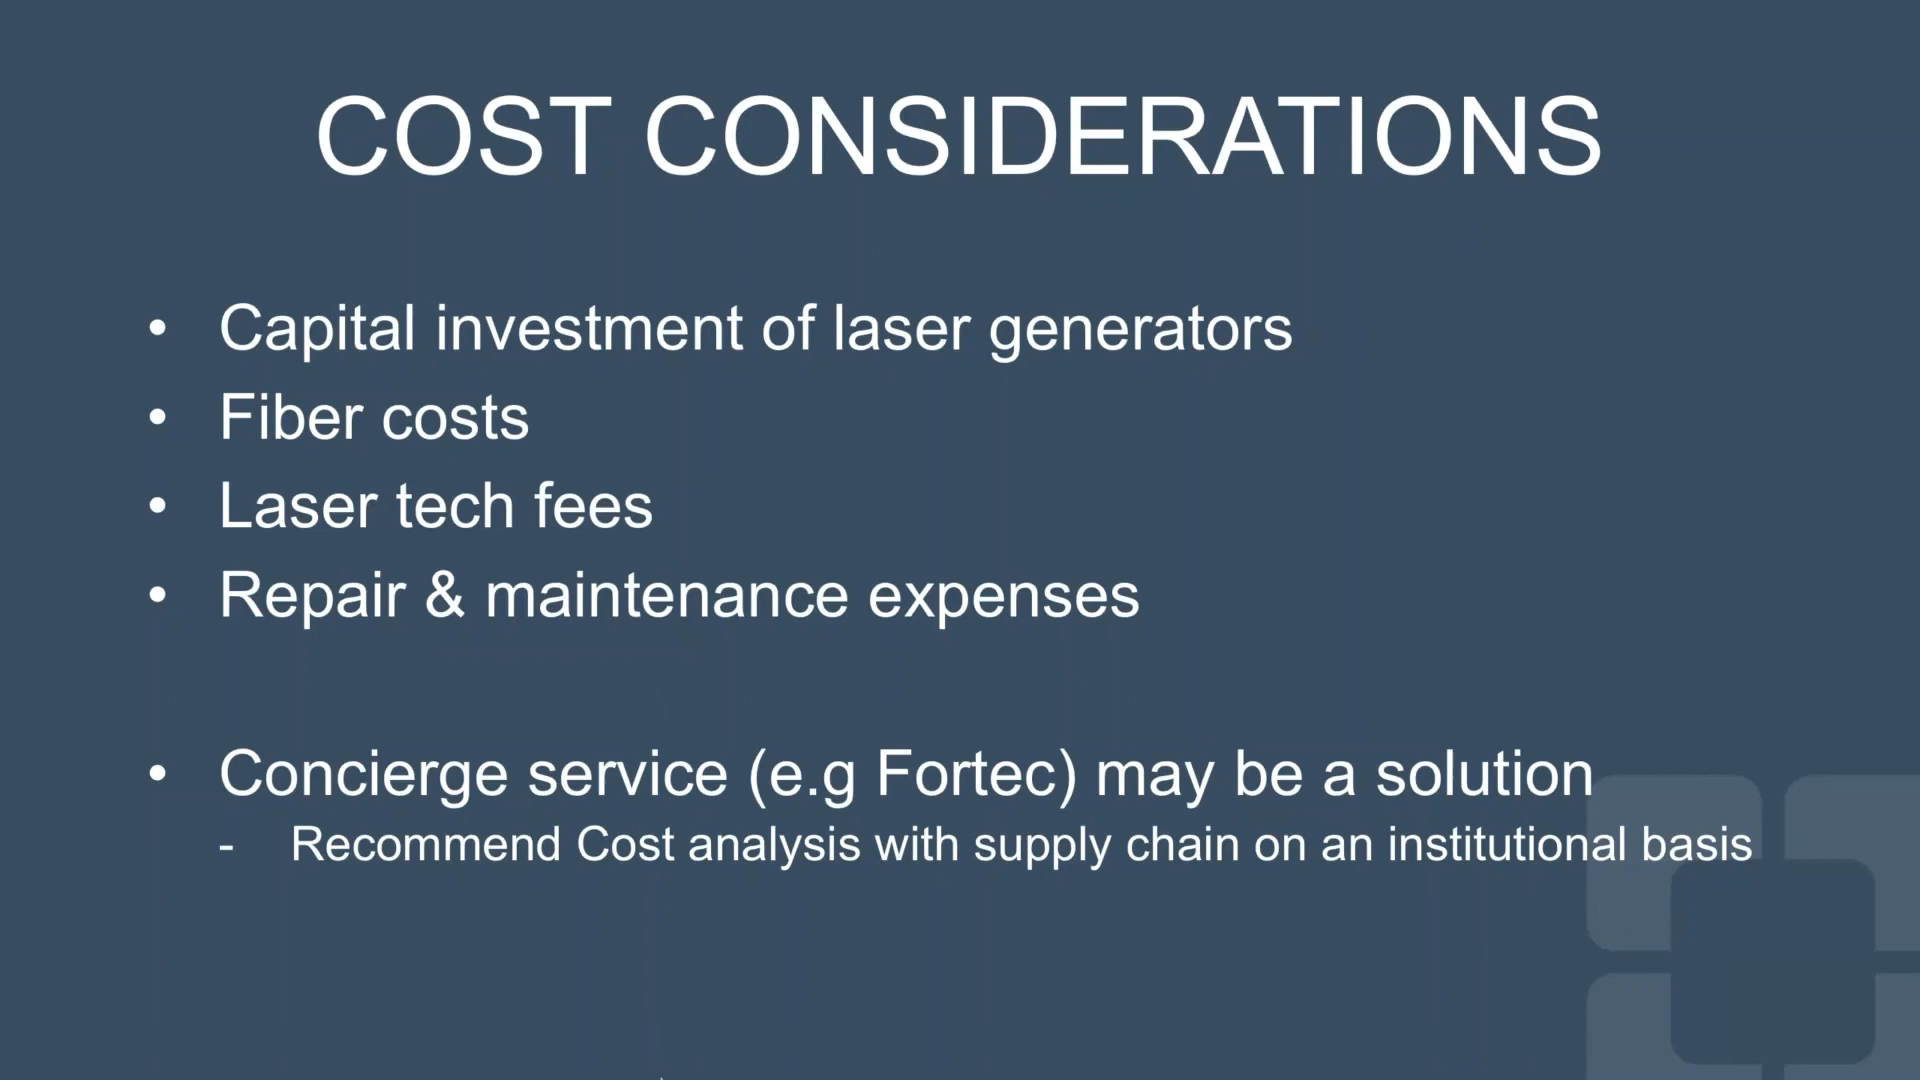 COST CONSIDERATIONS
• Capital investment of laser generators
• Fiber costs
• Laser tech fees
• Repair & maintenance expenses
• Concierge service (e.g Fortec) may be a solution
- Recommend Cost analysis with supply chain on an institutional basis